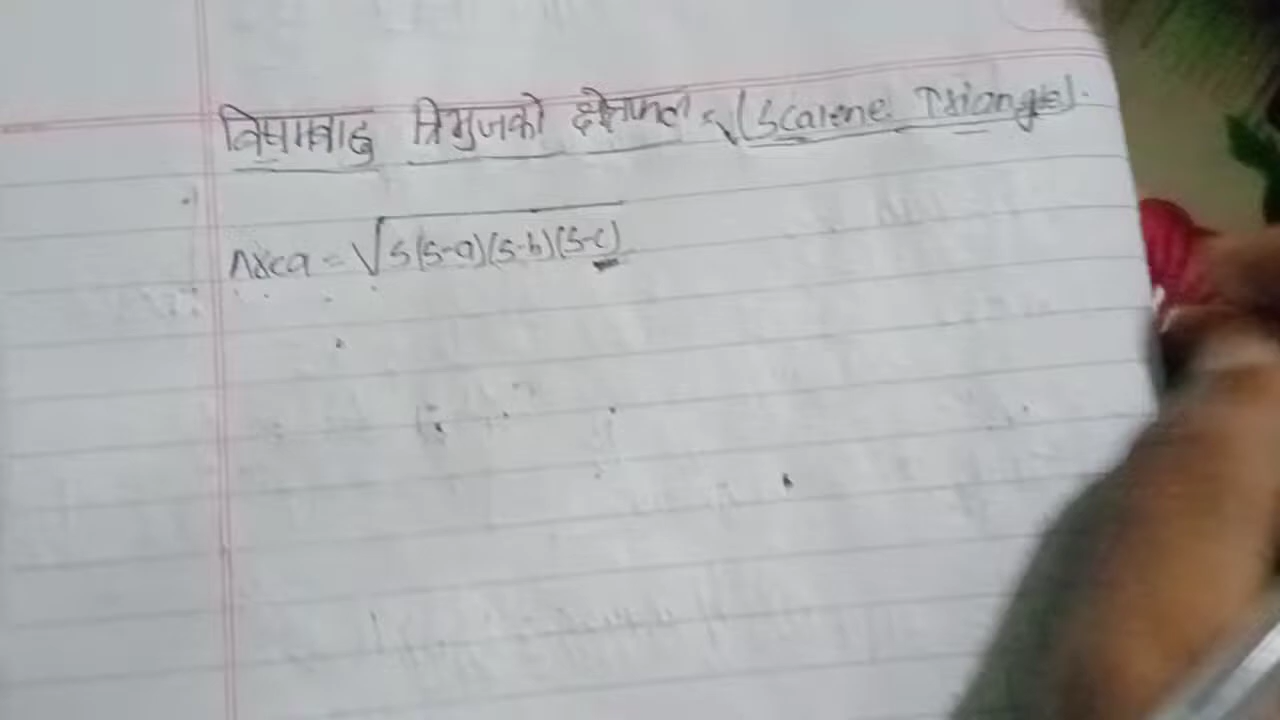 विषमबाहु त्रिभुजको क्षेत्रफल (Scalene Triangle).
Area = √s(s-a)(s-b)(s-c)